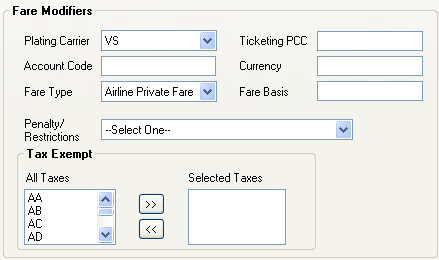 Fare Modifiers
Plating Carrier VS Ticketing PCC
Account Code Currency
Fare Type Airline Private Fare Fare Basis
Penalty/
Restrictions --Select One--
Tax Exempt
All Taxes Selected Taxes
AA
AB
AC
AD
>>
<<